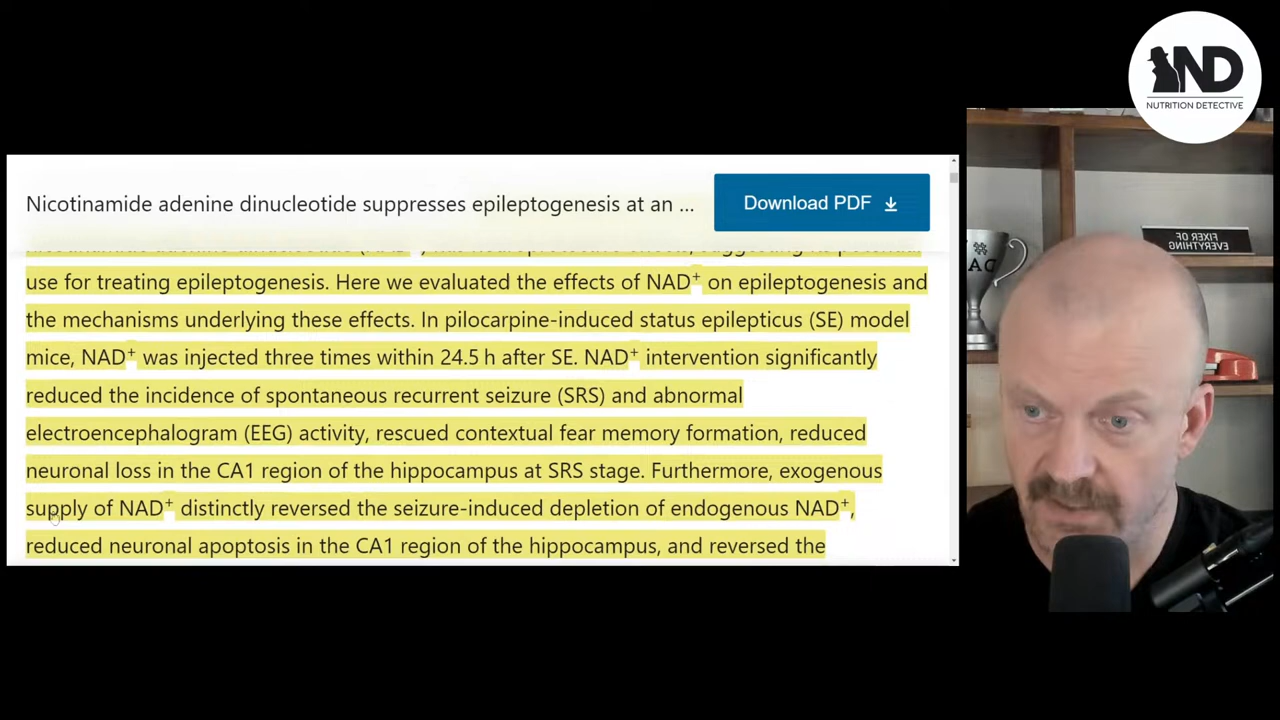 ND
NUTRITION DETECTIVE
Nicotinamide adenine dinucleotide suppresses epileptogenesis at an ...
Download PDF
use for treating epileptogenesis. Here we evaluated the effects of NAD⁺ on epileptogenesis and
the mechanisms underlying these effects. In pilocarpine-induced status epilepticus (SE) model
mice, NAD⁺ was injected three times within 24.5 h after SE. NAD⁺ intervention significantly
reduced the incidence of spontaneous recurrent seizure (SRS) and abnormal
electroencephalogram (EEG) activity, rescued contextual fear memory formation, reduced
neuronal loss in the CA1 region of the hippocampus at SRS stage. Furthermore, exogenous
supply of NAD⁺ distinctly reversed the seizure-induced depletion of endogenous NAD⁺,
reduced neuronal apoptosis in the CA1 region of the hippocampus, and reversed the
FIXER OF
EVERYTHING